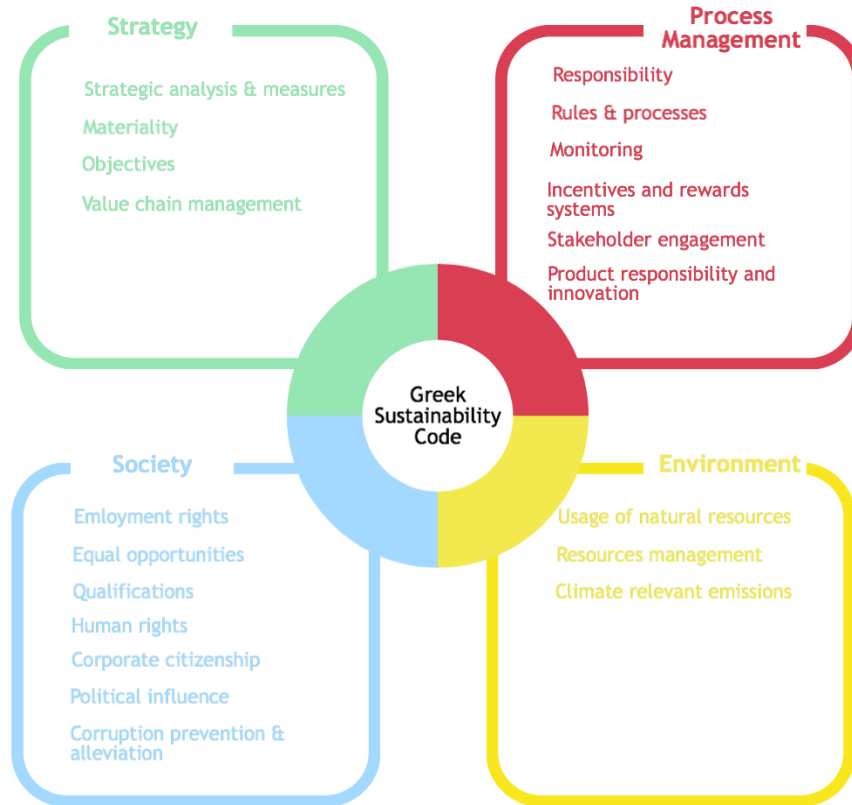 Strategy
Strategic analysis & measures
Materiality
Objectives
Value chain management
Process
Management
Responsibility
Rules & processes
Monitoring
Incentives and rewards
systems
Stakeholder engagement
Product responsibility and
innovation
Greek
Sustainability
Code
Society
Emloyment rights
Equal opportunities
Qualifications
Human rights
Corporate citizenship
Political influence
Corruption prevention &
alleviation
Environment
Usage of natural resources
Resources management
Climate relevant emissions